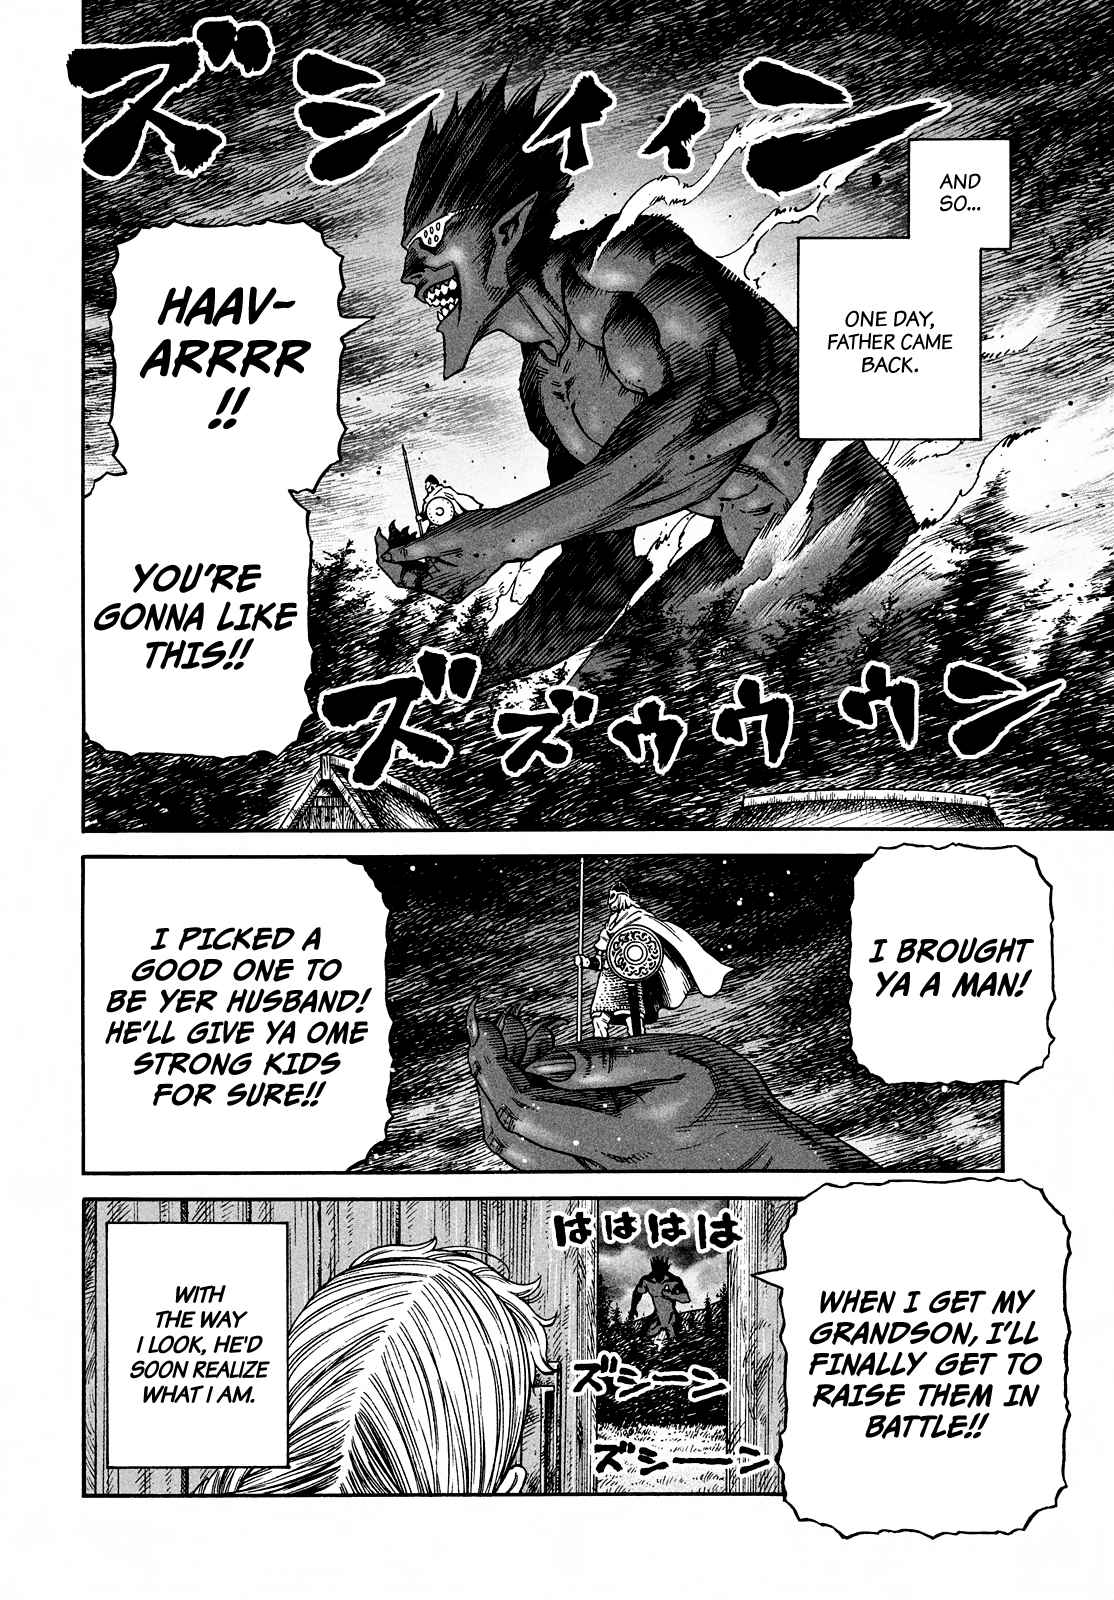 ズシィィン
AND
SO...
ONE DAY,
FATHER CAME
BACK.
HAAV-
ARRRR
!!
YOU'RE
GONNA LIKE
THIS!!
ズズゥゥゥン
I BROUGHT
YA A MAN!
I PICKED A
GOOD ONE TO
BE YER HUSBAND!
HE'LL GIVE YA OME
STRONG KIDS
FOR SURE!!
はははは
WHEN I GET MY
GRANDSON, I'LL
FINALLY GET TO
RAISE THEM IN
BATTLE!!
ズシーン
ズシーン
WITH
THE WAY
I LOOK, HE'D
SOON REALIZE
WHAT I AM.